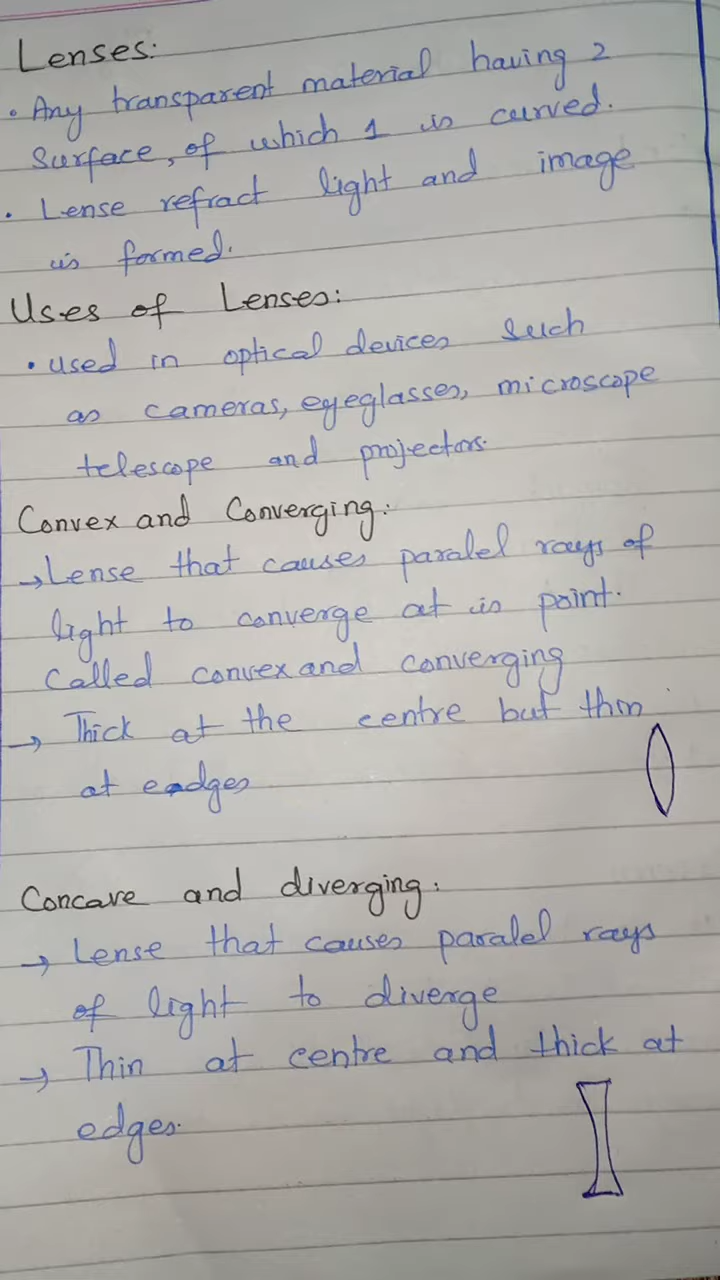 Lenses:
• Any transparent material having 2
Surface, of which 1 is curved.
• Lense refract light and image
is formed.
Uses of Lenses:
• used in optical devices such
as cameras, eyeglasses, microscope
telescope and projectors.
Convex and Converging:
→ Lense that causes paralel rays of
light to converge at is point.
Called convex and converging
→ Thick at the centre but thin
at eadges
Concave and diverging:
→ Lense that causes paralel rays
of light to diverge
→ Thin at centre and thick at
edges.